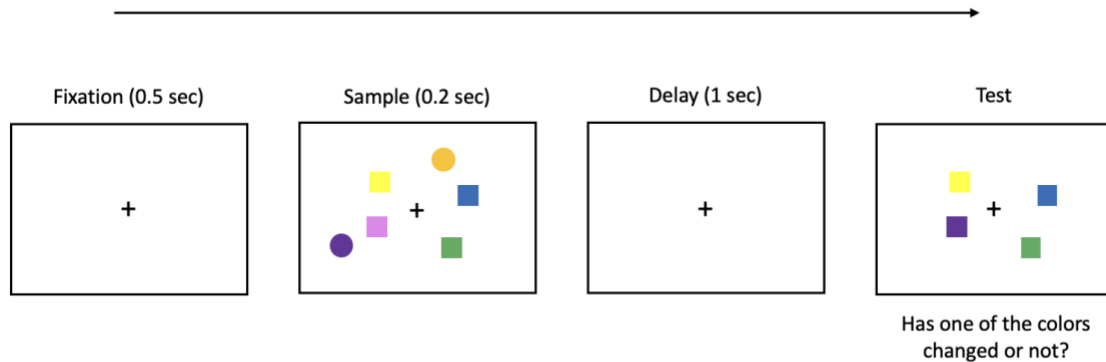 Fixation (0.5 sec)
Sample (0.2 sec)
Delay (1 sec)
Test
Has one of the colors
changed or not?